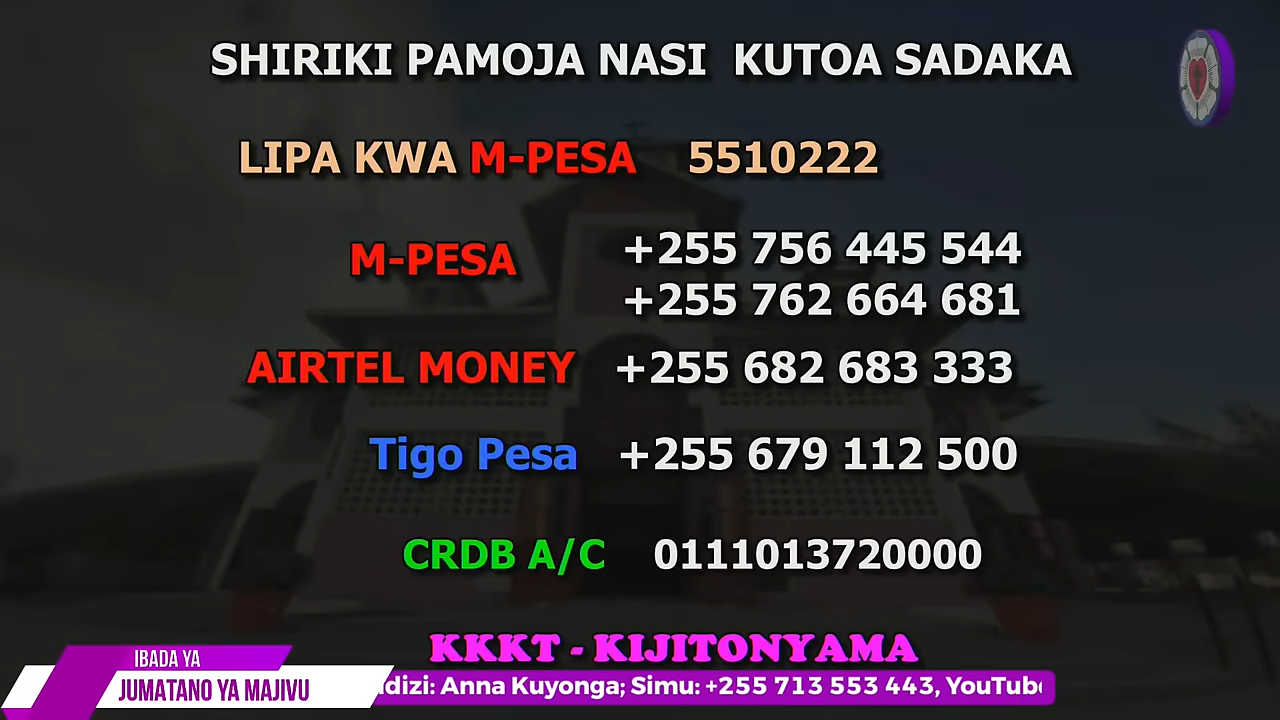 SHIRIKI PAMOJA NASI KUTOA SADAKA
LIPA KWA M-PESA 5510222
M-PESA +255 756 445 544
+255 762 664 681
AIRTEL MONEY +255 682 683 333
Tigo Pesa +255 679 112 500
CRDB A/C 0111013720000
KKKT - KIJITONYAMA
IBADA YA
JUMATANO YA MAJIVU
Anna Kuyonga; Simu: +255 713 553 443, YouTube